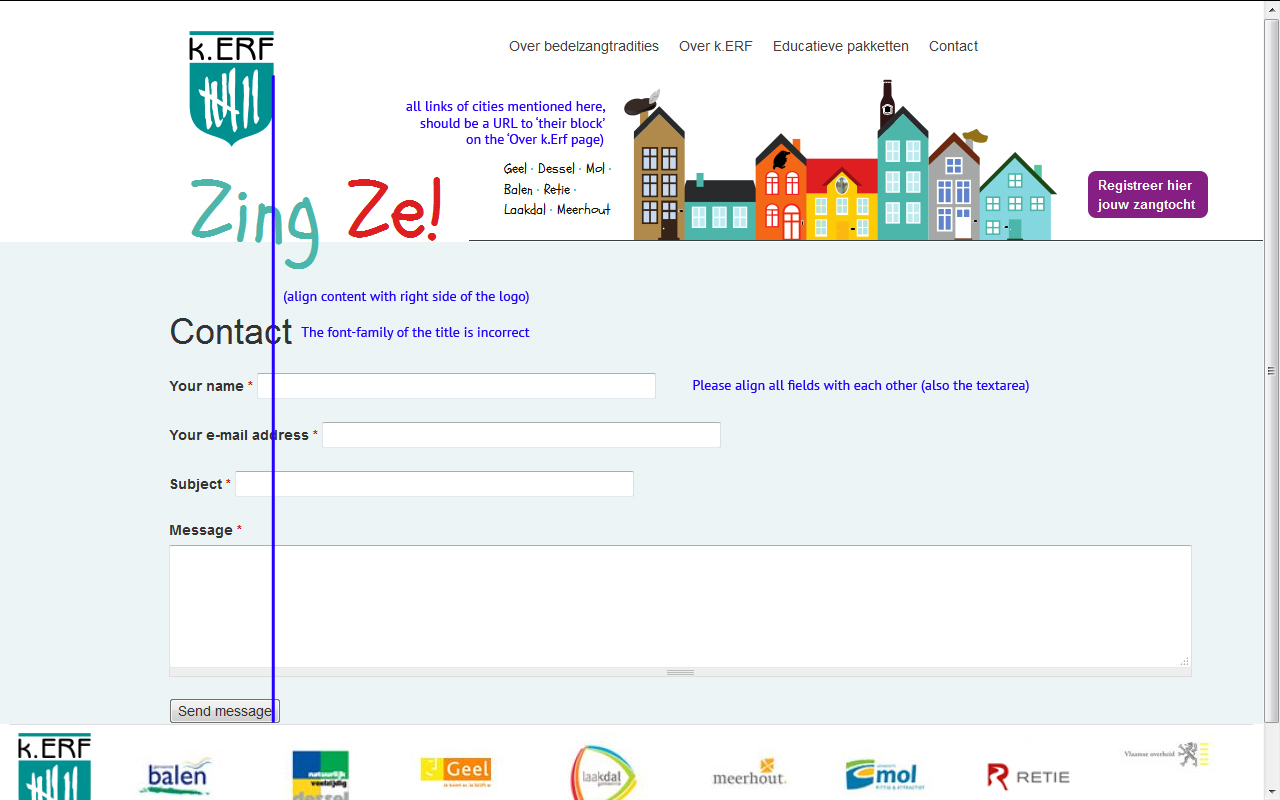 k.ERF
Over bedelzangtradities
Over k.ERF
Educatieve pakketten
Contact
all links of cities mentioned here,
should be a URL to ‘their block’
on the ‘Over k.Erf page)
Geel · Dessel · Mol ·
Balen · Retie ·
Laakdal · Meerhout
Registreer hier
jouw zangtocht
Zing Ze!
(align content with right side of the logo)
Contact
The font-family of the title is incorrect
Your name *
Please align all fields with each other (also the textarea)
Your e-mail address *
Subject *
Message *
Send message
k.ERF
balen
natuurlijk
veelzijdig
dessel
Geel
laakdal
meerhout
mol
RETIE
Vlaamse overheid